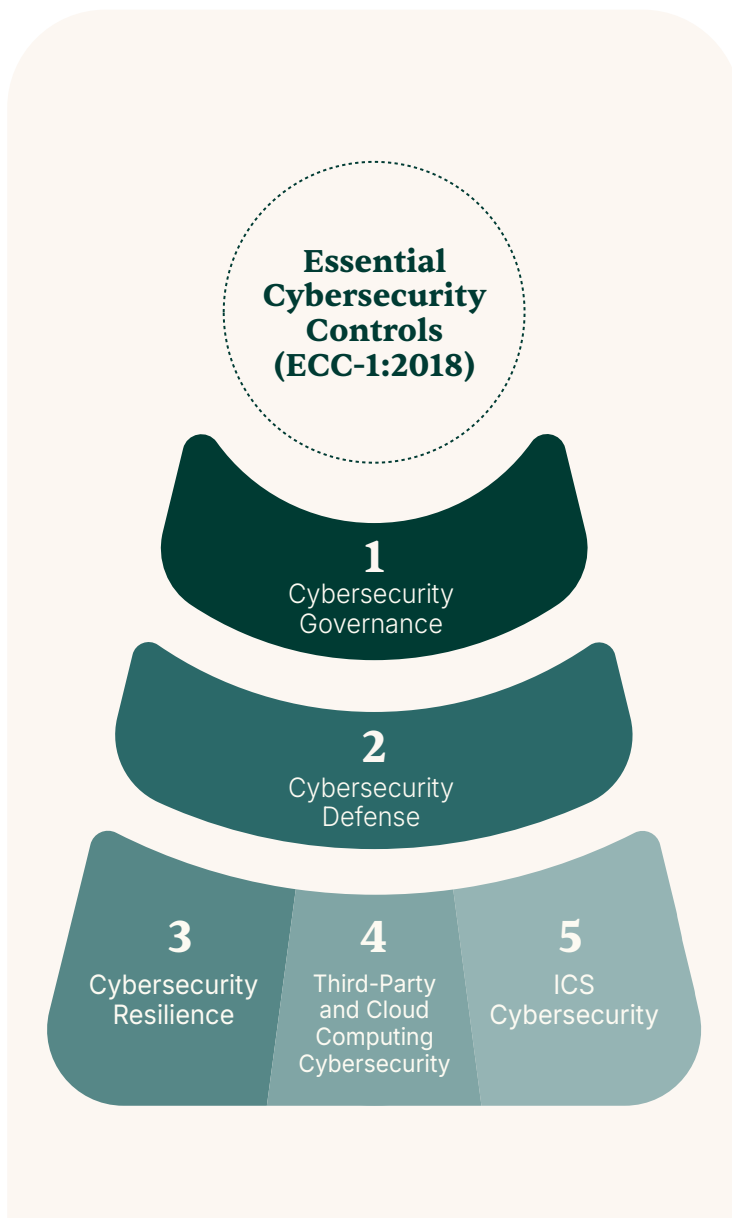 Essential
Cybersecurity
Controls
(ECC-1:2018)
1
Cybersecurity
Governance
2
Cybersecurity
Defense
3
Cybersecurity
Resilience
4
Third-Party
and Cloud
Computing
Cybersecurity
5
ICS
Cybersecurity